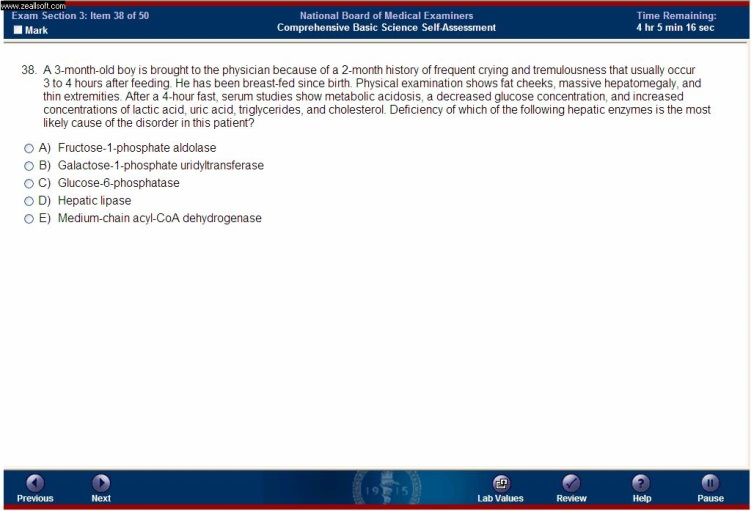 www.zeallsoft.com
Exam Section 3: Item 38 of 50
National Board of Medical Examiners
Time Remaining:
Mark
Comprehensive Basic Science Self-Assessment
4 hr 5 min 16 sec
38. A 3-month-old boy is brought to the physician because of a 2-month history of frequent crying and tremulousness that usually occur
3 to 4 hours after feeding. He has been breast-fed since birth. Physical examination shows fat cheeks, massive hepatomegaly, and
thin extremities. After a 4-hour fast, serum studies show metabolic acidosis, a decreased glucose concentration, and increased
concentrations of lactic acid, uric acid, triglycerides, and cholesterol. Deficiency of which of the following hepatic enzymes is the most
likely cause of the disorder in this patient?
A) Fructose-1-phosphate aldolase
B) Galactose-1-phosphate uridyltransferase
C) Glucose-6-phosphatase
D) Hepatic lipase
E) Medium-chain acyl-CoA dehydrogenase
1915
Previous
Next
Lab Values
Review
Help
Pause